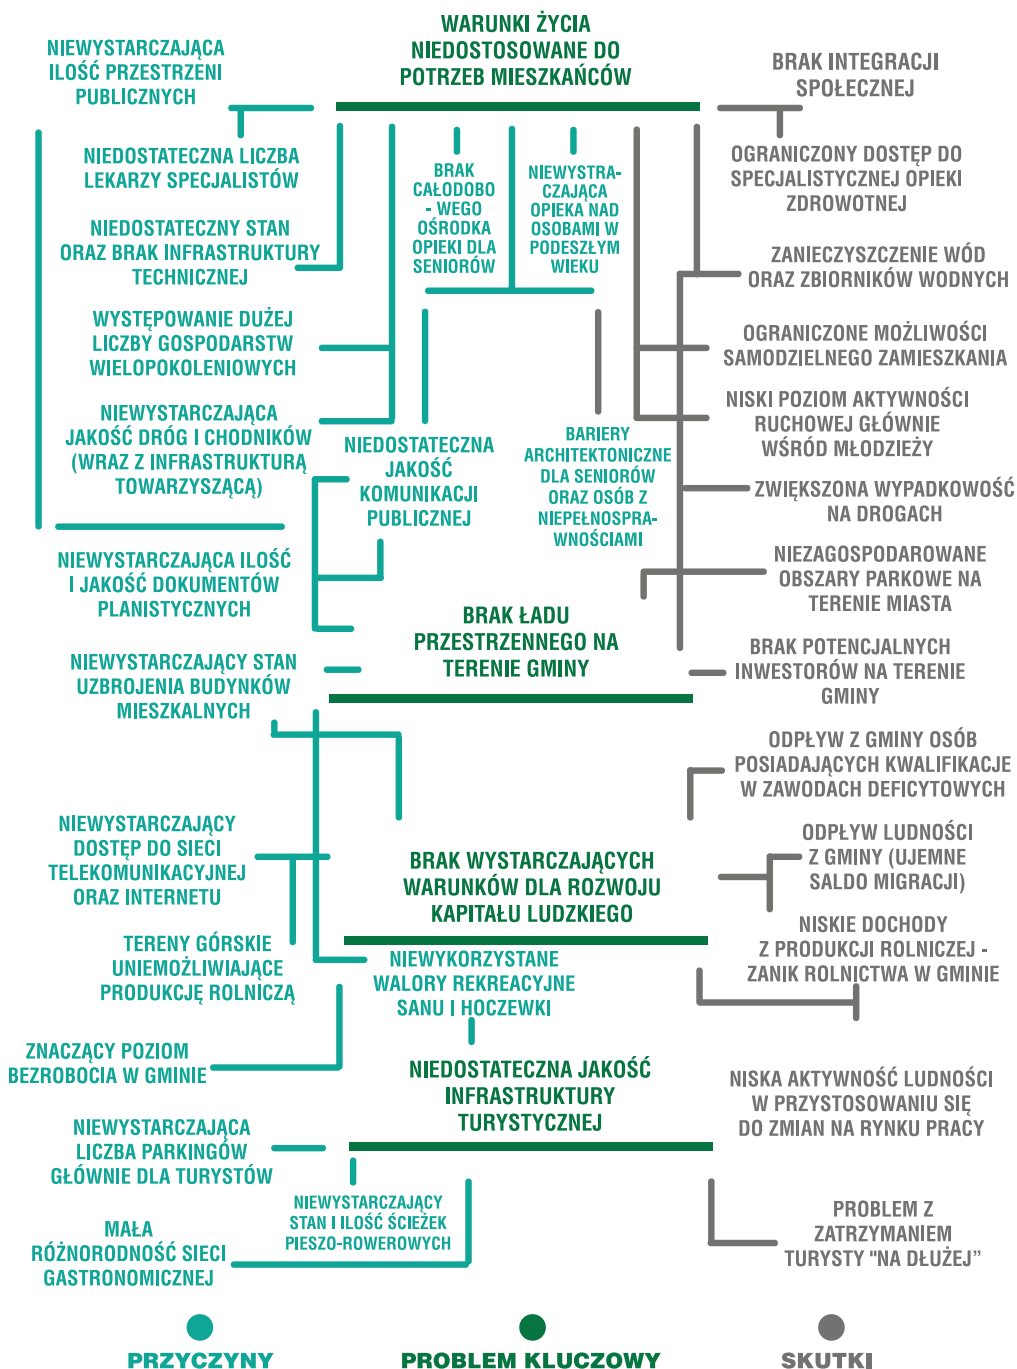 WARUNKI ŻYCIA
NIEDOSTOSOWANE DO
POTRZEB MIESZKAŃCÓW
NIEWYSTARCZAJĄCA
ILOŚĆ PRZESTRZENI
PUBLICZNYCH
BRAK INTEGRACJI
SPOŁECZNEJ
NIEDOSTATECZNA LICZBA
LEKARZY SPECJALISTÓW
BRAK
CAŁODOBO
- WEGO
OŚRODKA
OPIEKI DLA
SENIORÓW
NIEWYSTRA-
CZAJĄCA
OPIEKA NAD
OSOBAMI W
PODESZŁYM
WIEKU
OGRANICZONY DOSTĘP DO
SPECJALISTYCZNEJ OPIEKI
ZDROWOTNEJ
NIEDOSTATECZNY STAN
ORAZ BRAK INFRASTRUKTURY
TECHNICZNEJ
ZANIECZYSZCZENIE WÓD
ORAZ ZBIORNIKÓW WODNYCH
WYSTĘPOWANIE DUŻEJ
LICZBY GOSPODARSTW
WIELOPOKOLENIOWYCH
OGRANICZONE MOŻLIWOŚCI
SAMODZIELNEGO ZAMIESZKANIA
NIEWYSTARCZAJĄCA
JAKOŚĆ DRÓG I CHODNIKÓW
(WRAZ Z INFRASTRUKTURĄ
TOWARZYSZĄCĄ)
NIEDOSTATECZNA
JAKOŚĆ
KOMUNIKACJI
PUBLICZNEJ
BARIERY
ARCHITEKTONICZNE
DLA SENIORÓW
ORAZ OSÓB Z
NIEPEŁNOSPRA-
WNOŚCIAMI
NISKI POZIOM AKTYWNOŚCI
RUCHOWEJ GŁÓWNIE
WŚRÓD MŁODZIEŻY
ZWIĘKSZONA WYPADKOWOŚĆ
NA DROGACH
NIEWYSTARCZAJĄCA ILOŚĆ
I JAKOŚĆ DOKUMENTÓW
PLANISTYCZNYCH
NIEZAGOSPODAROWANE
OBSZARY PARKOWE NA
TERENIE MIASTA
BRAK ŁADU
PRZESTRZENNEGO NA
TERENIE GMINY
NIEWYSTARCZAJĄCY STAN
UZBROJENIA BUDYNKÓW
MIESZKALNYCH
BRAK POTENCJALNYCH
INWESTORÓW NA TERENIE
GMINY
ODPŁYW Z GMINY OSÓB
POSIADAJĄCYCH KWALIFIKACJE
W ZAWODACH DEFICYTOWYCH
NIEWYSTARCZAJĄCY
DOSTĘP DO SIECI
TELEKOMUNIKACYJNEJ
ORAZ INTERNETU
BRAK WYSTARCZAJĄCYCH
WARUNKÓW DLA ROZWOJU
KAPITAŁU LUDZKIEGO
ODPŁYW LUDNOŚCI
Z GMINY (UJEMNE
SALDO MIGRACJI)
TERENY GÓRSKIE
UNIEMOŻLIWIAJĄCE
PRODUKCJĘ ROLNICZĄ
NIEWYKORZYSTANE
WALORY REKREACYJNE
SANU I HOCZEWKI
NISKIE DOCHODY
Z PRODUKCJI ROLNICZEJ -
ZANIK ROLNICTWA W GMINIE
ZNACZĄCY POZIOM
BEZROBOCIA W GMINIE
NIEDOSTATECZNA JAKOŚĆ
INFRASTRUKTURY
TURYSTYCZNEJ
NISKA AKTYWNOŚĆ LUDNOŚCI
W PRZYSTOSOWANIU SIĘ
DO ZMIAN NA RYNKU PRACY
NIEWYSTARCZAJĄCA
LICZBA PARKINGÓW
GŁÓWNIE DLA TURYSTÓW
NIEWYSTARCZAJĄCY
STAN I ILOŚĆ ŚCIEŻEK
PIESZO-ROWEROWYCH
MAŁA
RÓŻNORODNOŚĆ SIECI
GASTRONOMICZNEJ
PROBLEM Z
ZATRZYMANIEM
TURYSTY "NA DŁUŻEJ”
PRZYCZYNY
PROBLEM KLUCZOWY
SKUTKI